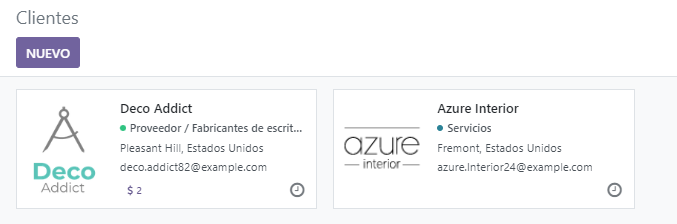 Clientes
NUEVO
Deco Addict
Proveedor / Fabricantes de escrit...
Pleasant Hill, Estados Unidos
deco.addict82@example.com
$ 2
Deco
Addict
Azure Interior
Servicios
Fremont, Estados Unidos
azure.Interior24@example.com
azure
interior